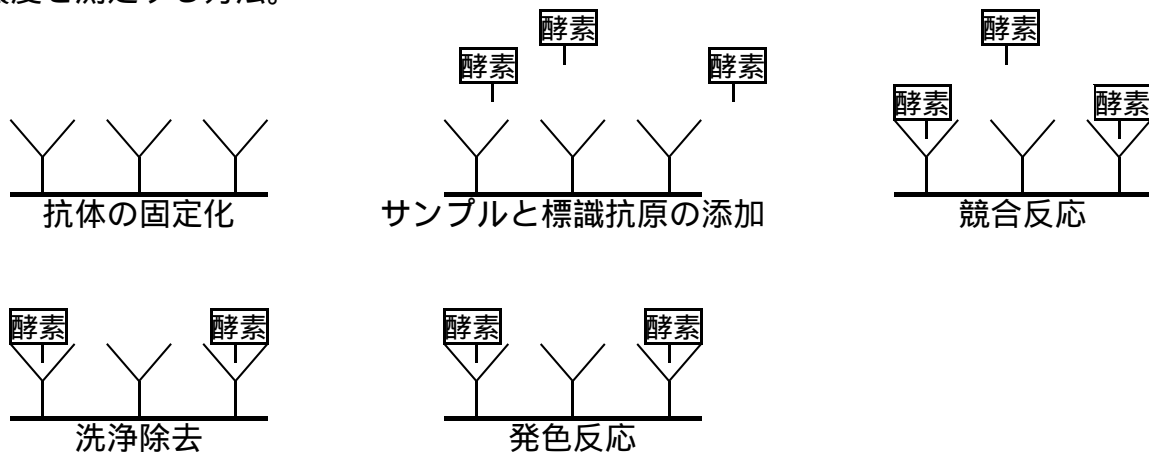 度を測定する方法。
酵素
酵素 酵素
酵素
酵素 酵素
抗体の固定化 サンプルと標識抗原の添加 競合反応
酵素 酵素 酵素 酵素
洗浄除去 発色反応